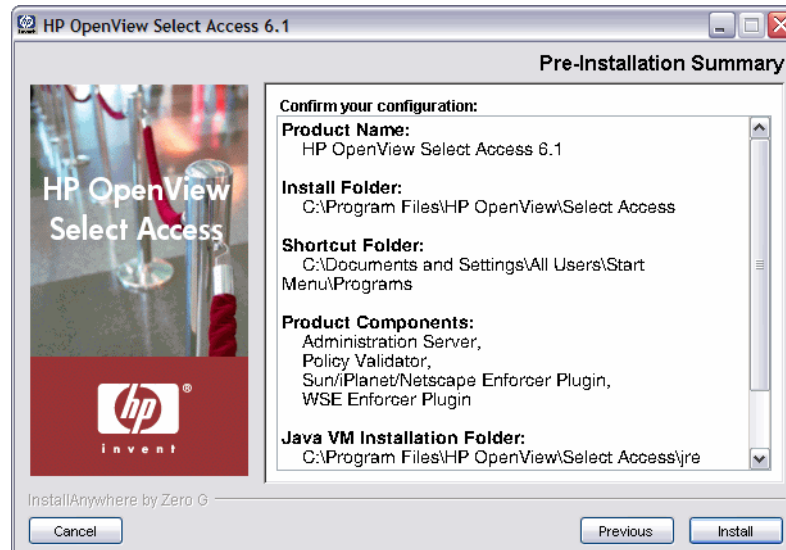 HP OpenView Select Access 6.1
Pre-Installation Summary
HP OpenView
Select Access
hp
®
invent
Confirm your configuration:
Product Name:
HP OpenView Select Access 6.1
Install Folder:
C:\Program Files\HP OpenView\Select Access
Shortcut Folder:
C:\Documents and Settings\All Users\Start
Menu\Programs
Product Components:
Administration Server,
Policy Validator,
Sun/iPlanet/Netscape Enforcer Plugin,
WSE Enforcer Plugin
Java VM Installation Folder:
C:\Program Files\HP OpenView\Select Access\jre
InstallAnywhere by Zero G
Cancel
Previous
Install